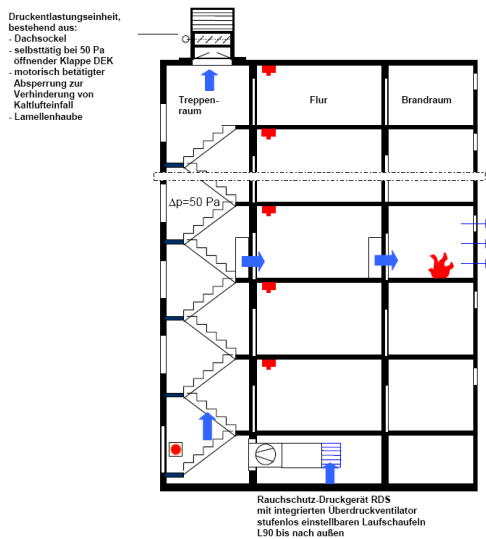 Druckentlastungseinheit,
bestehend aus:
- Dachsockel
- selbsttätig bei 50 Pa
öffnender Klappe DEK
- motorisch betätigter
Absperrung zur
Verhinderung von
Kaltlufteinfall
- Lamellenhaube
Treppen-
raum
Flur
Brandraum
Δp=50 Pa
Rauchschutz-Druckgerät RDS
mit integrierten Überdruckventilator
stufenlos einstellbaren Laufschaufeln
L90 bis nach außen